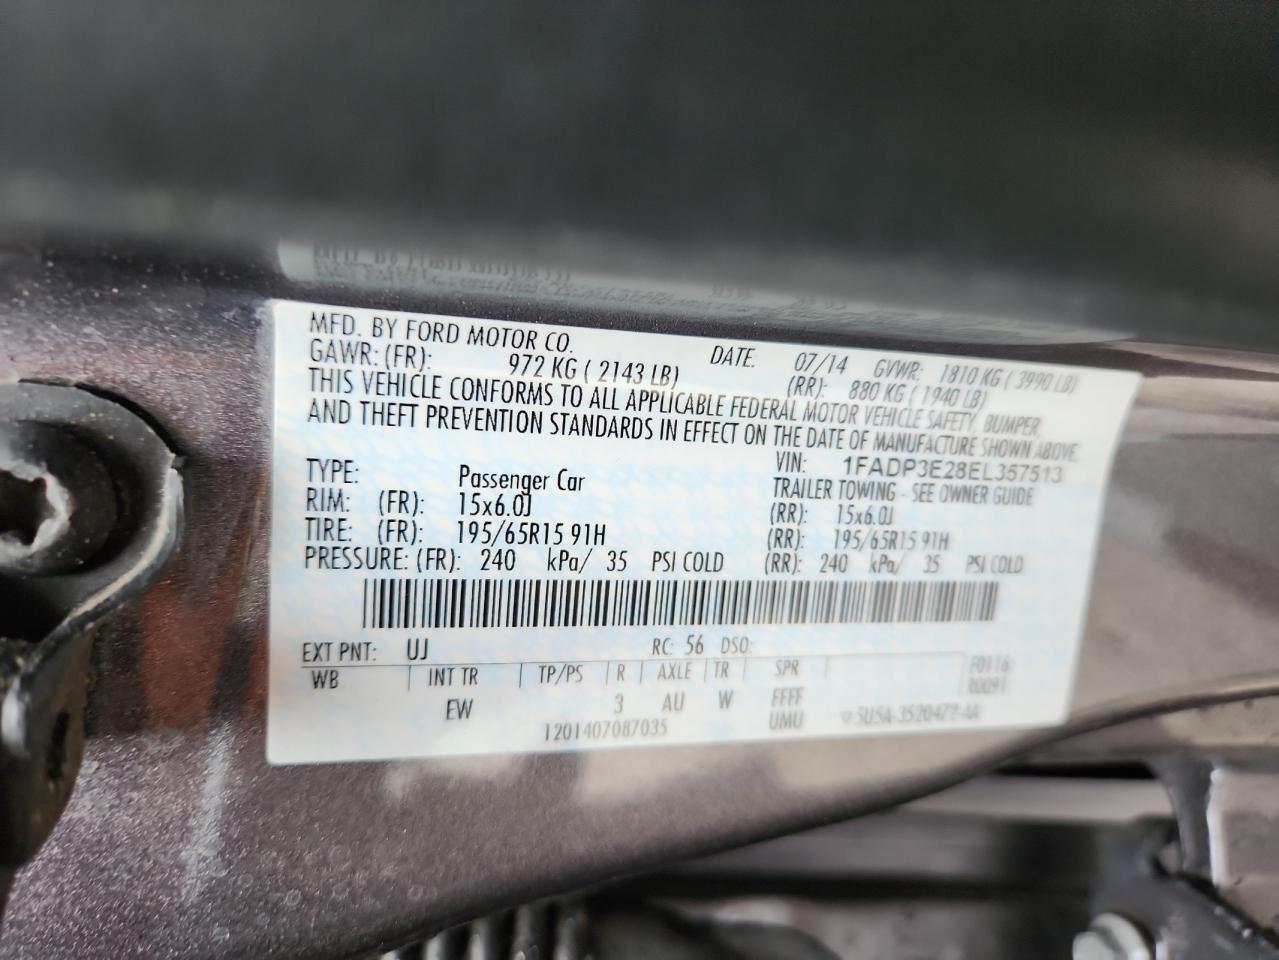 MFD. BY FORD MOTOR CO. DATE: 07/14 GVWR: 1810 KG ( 3990 LB)
GAWR: (FR): 972 KG ( 2143 LB) (RR): 880 KG ( 1940 LB)
THIS VEHICLE CONFORMS TO ALL APPLICABLE FEDERAL MOTOR VEHICLE SAFETY, BUMPER,
AND THEFT PREVENTION STANDARDS IN EFFECT ON THE DATE OF MANUFACTURE SHOWN ABOVE.
VIN: 1FADP3E28EL357513
TYPE: Passenger Car TRAILER TOWING - SEE OWNER GUIDE
RIM: (FR): 15x6.0J (RR): 15x6.0J
TIRE: (FR): 195/65R15 91H (RR): 195/65R15 91H
PRESSURE: (FR): 240 kPa/ 35 PSI COLD (RR): 240 kPa/ 35 PSI COLD
EXT PNT: UJ RC: 56 DSO:
WB INT TR TP/PS R AXLE TR SPR F0116
R0091
EW 3 AU W FFFF
UMU
1201407087035